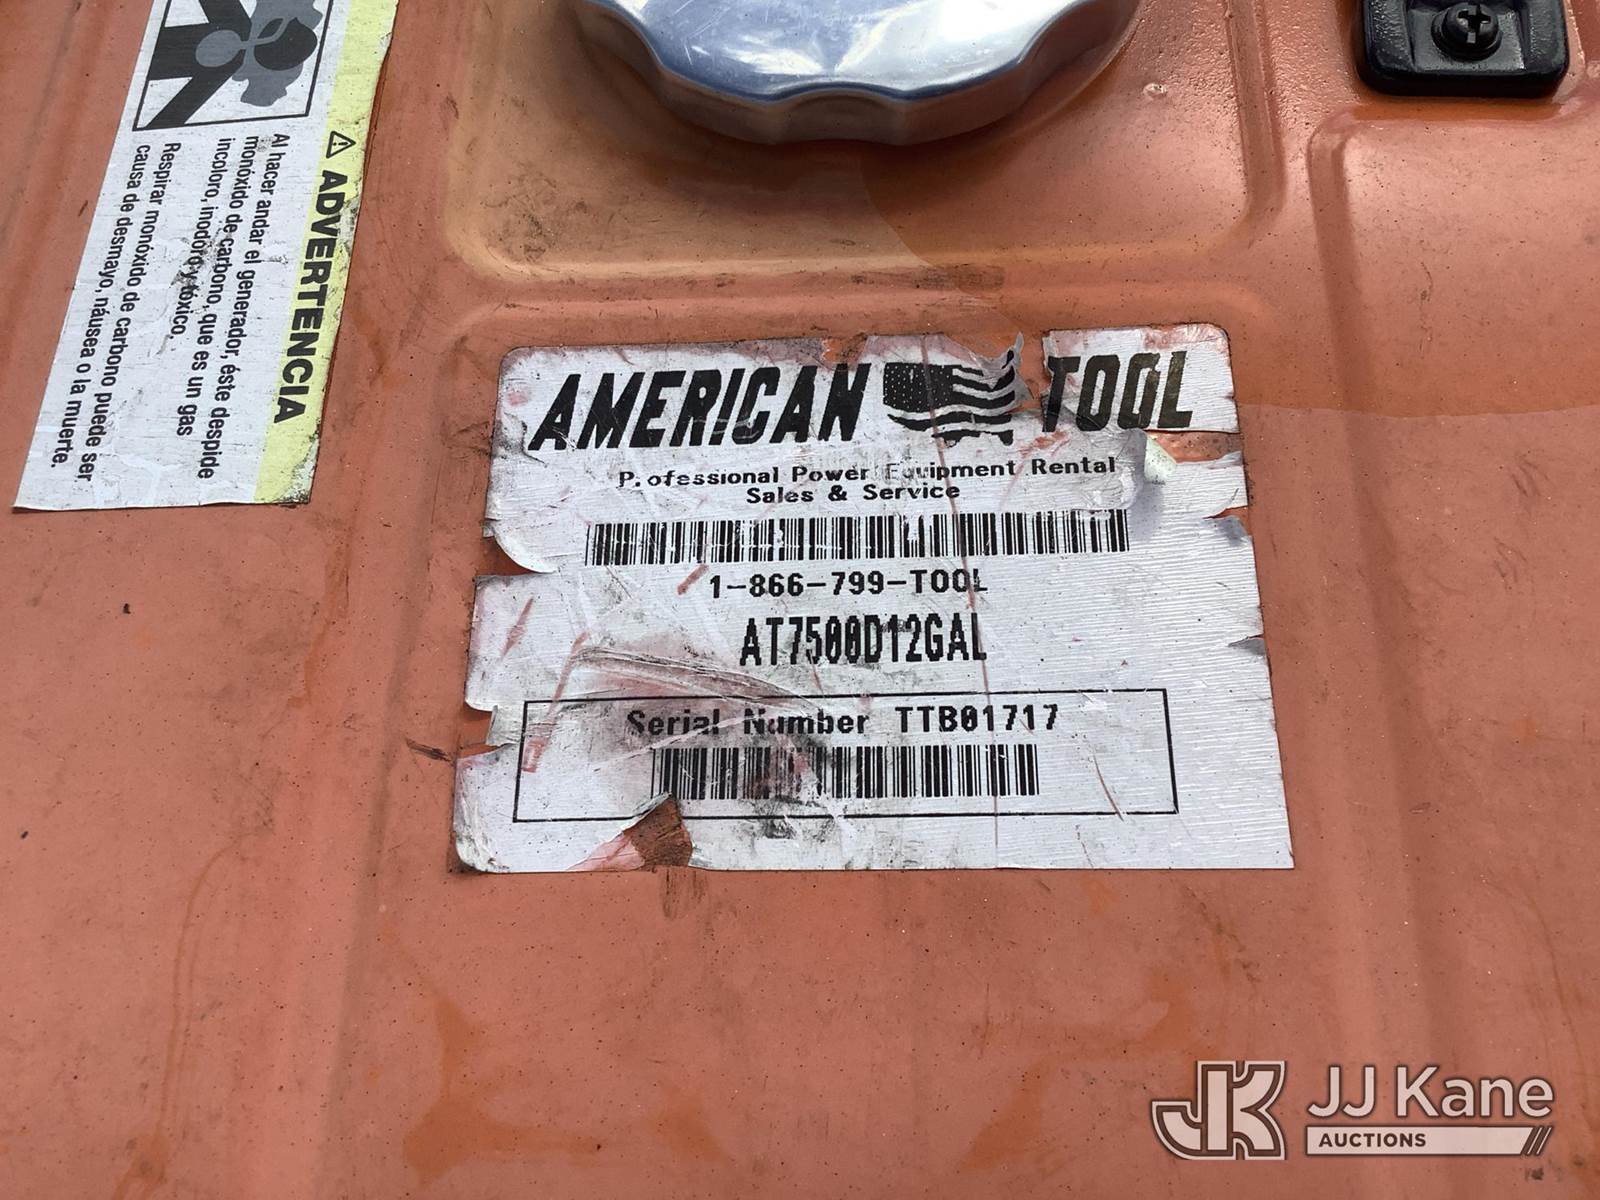 ADVERTENCIA
Al hacer andar el generador, éste despide
monóxido de carbono, que es un gas
incoloro, inodoro y tóxico.
Respirar monóxido de carbono puede ser
causa de desmayo, náusea o la muerte.
AMERICAN TOOL
Professional Power Equipment Rental
Sales & Service
1-866-799-TOOL
AT7500D12GAL
Serial Number TTB01717
JK JJ Kane
AUCTIONS